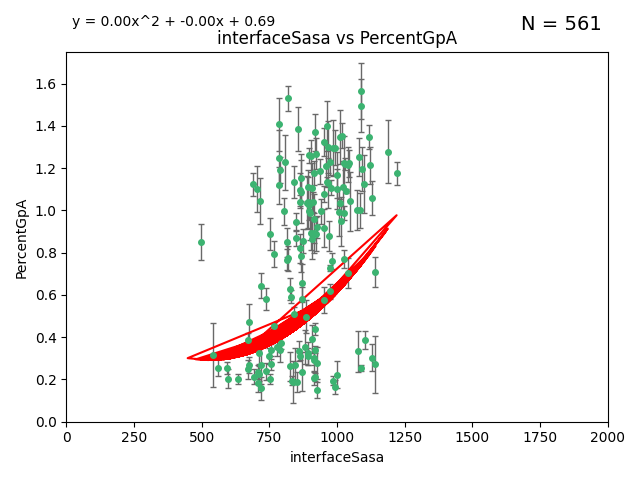 y = 0.00x^2 + -0.00x + 0.69
N = 561
interfaceSasa vs PercentGpA
PercentGpA
1.6
1.4
1.2
1.0
0.8
0.6
0.4
0.2
0.0
0 250 500 750 1000 1250 1500 1750 2000
interfaceSasa